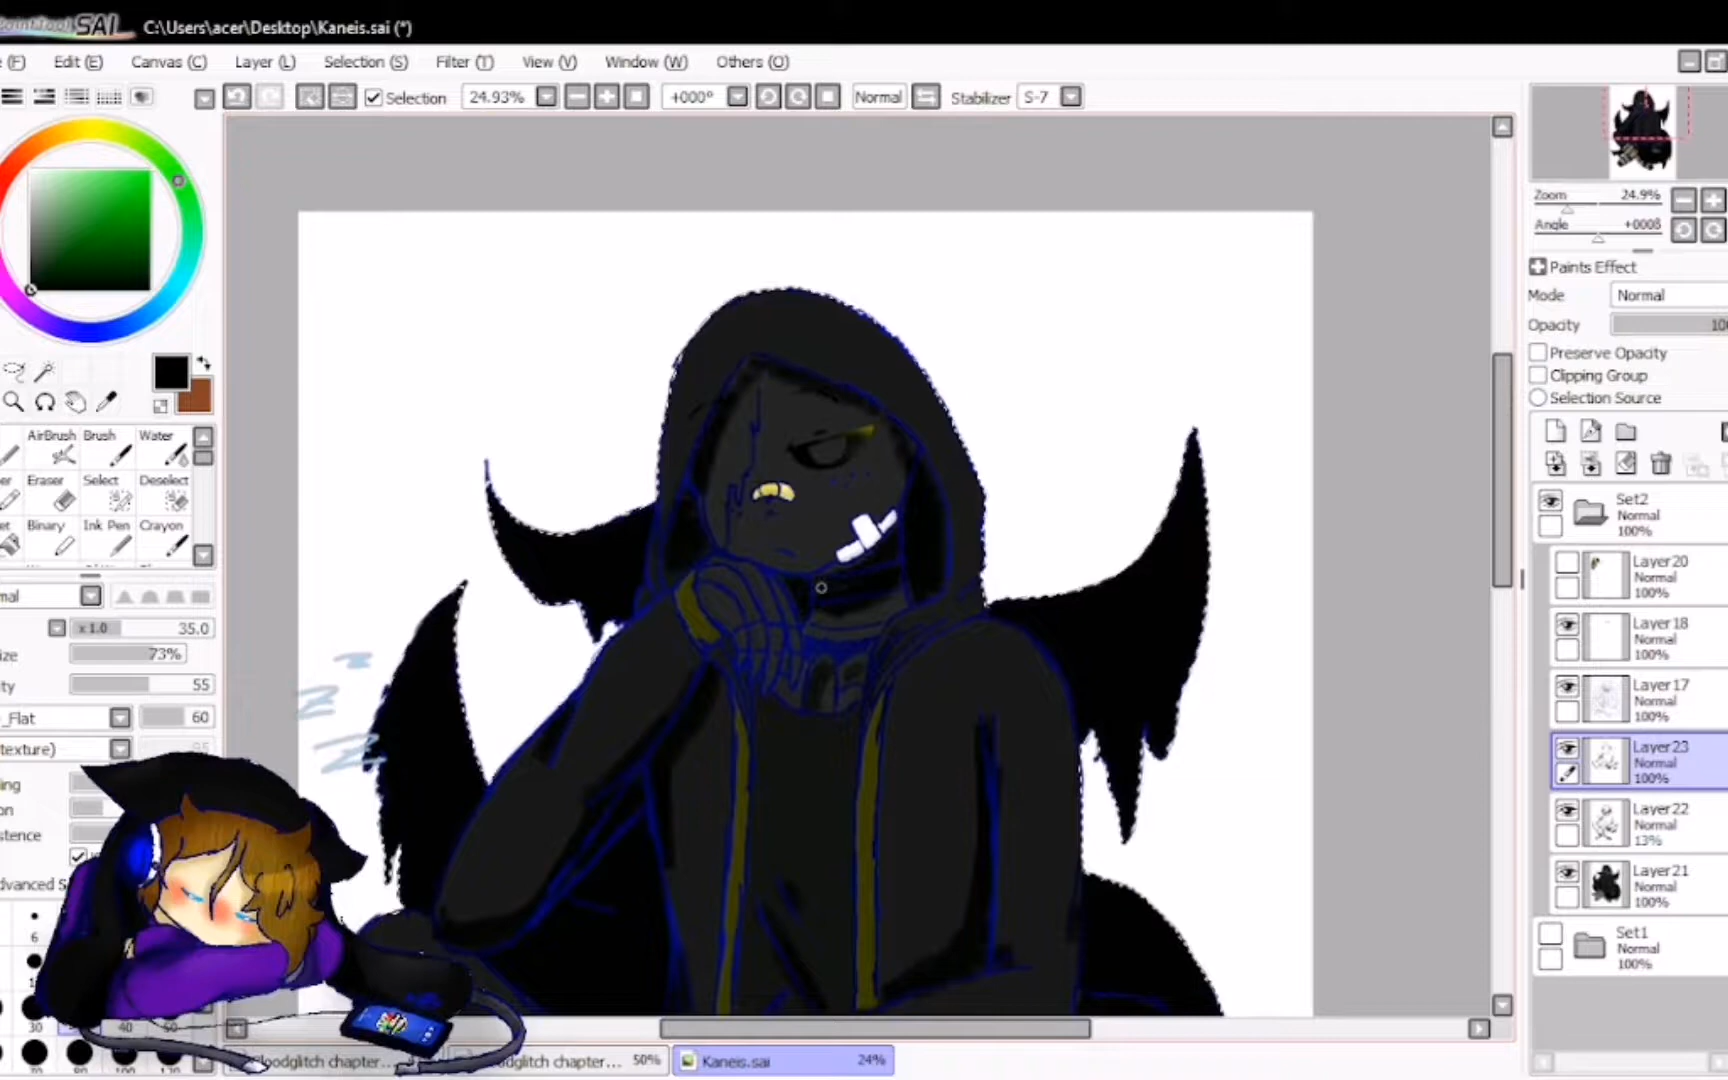 PaintTool SAI C:\Users\acer\Desktop\Kaneis.sai (*)
(F) Edit (E) Canvas (C) Layer (L) Selection (S) Filter (T) View (V) Window (W) Others (O)
Selection 24.93% +000° Normal Stabilizer S-7
Zoom 24.9%
Angle +000ß
Paints Effect
Mode Normal
Opacity 100
Preserve Opacity
Clipping Group
Selection Source
AirBrush Brush Water
Eraser Select Deselect
Binary Ink Pen Crayon
mal
x 1.0 35.0
ize 73%
ity 55
_Flat 60
texture) 95
ing
on
stence
dvanced S
6
30 40 50
Set2
Normal
100%
Layer20
Normal
100%
Layer18
Normal
100%
Layer17
Normal
100%
Layer23
Normal
100%
Layer22
Normal
13%
Layer21
Normal
100%
Set1
Normal
100%
loodglitch chapter... dglitch chapter... 50% Kaneis.sai 24%